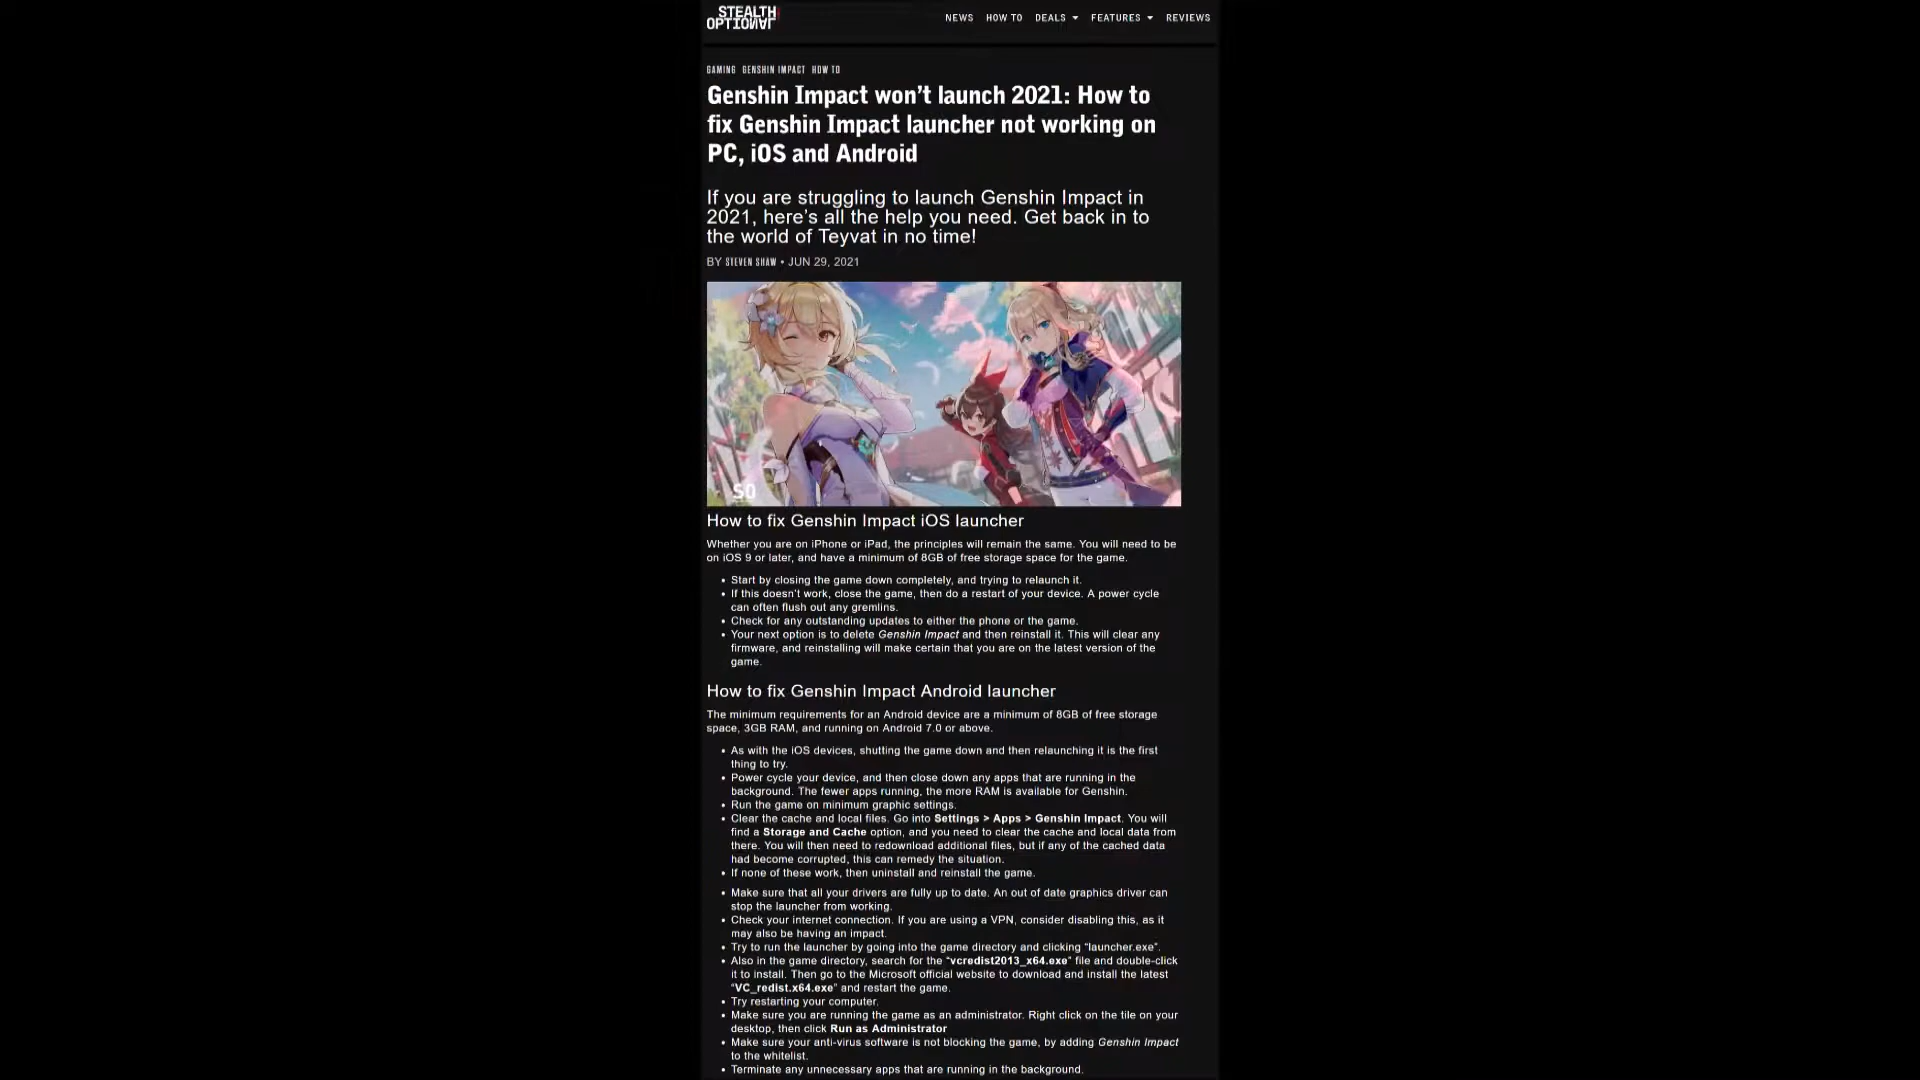 STEALTH
OPTIONAL
NEWS HOW TO DEALS FEATURES REVIEWS
GAMING GENSHIN IMPACT HOW TO
Genshin Impact won’t launch 2021: How to
fix Genshin Impact launcher not working on
PC, iOS and Android
If you are struggling to launch Genshin Impact in
2021, here’s all the help you need. Get back in to
the world of Teyvat in no time!
BY STEVEN SHAW • JUN 29, 2021
SO
How to fix Genshin Impact iOS launcher
Whether you are on iPhone or iPad, the principles will remain the same. You will need to be
on iOS 9 or later, and have a minimum of 8GB of free storage space for the game.
• Start by closing the game down completely, and trying to relaunch it.
• If this doesn’t work, close the game, then do a restart of your device. A power cycle
can often flush out any gremlins.
• Check for any outstanding updates to either the phone or the game.
• Your next option is to delete Genshin Impact and then reinstall it. This will clear any
firmware, and reinstalling will make certain that you are on the latest version of the
game.
How to fix Genshin Impact Android launcher
The minimum requirements for an Android device are a minimum of 8GB of free storage
space, 3GB RAM, and running on Android 7.0 or above.
• As with the iOS devices, shutting the game down and then relaunching it is the first
thing to try.
• Power cycle your device, and then close down any apps that are running in the
background. The fewer apps running, the more RAM is available for Genshin.
• Run the game on minimum graphic settings.
• Clear the cache and local files. Go into Settings > Apps > Genshin Impact. You will
find a Storage and Cache option, and you need to clear the cache and local data from
there. You will then need to redownload additional files, but if any of the cached data
had become corrupted, this can remedy the situation.
• If none of these work, then uninstall and reinstall the game.
• Make sure that all your drivers are fully up to date. An out of date graphics driver can
stop the launcher from working.
• Check your internet connection. If you are using a VPN, consider disabling this, as it
may also be having an impact.
• Try to run the launcher by going into the game directory and clicking “launcher.exe”.
• Also in the game directory, search for the “vcredist2013_x64.exe” file and double-click
it to install. Then go to the Microsoft official website to download and install the latest
“VC_redist.x64.exe” and restart the game.
• Try restarting your computer.
• Make sure you are running the game as an administrator. Right click on the tile on your
desktop, then click Run as Administrator
• Make sure your anti-virus software is not blocking the game, by adding Genshin Impact
to the whitelist.
• Terminate any unnecessary apps that are running in the background.